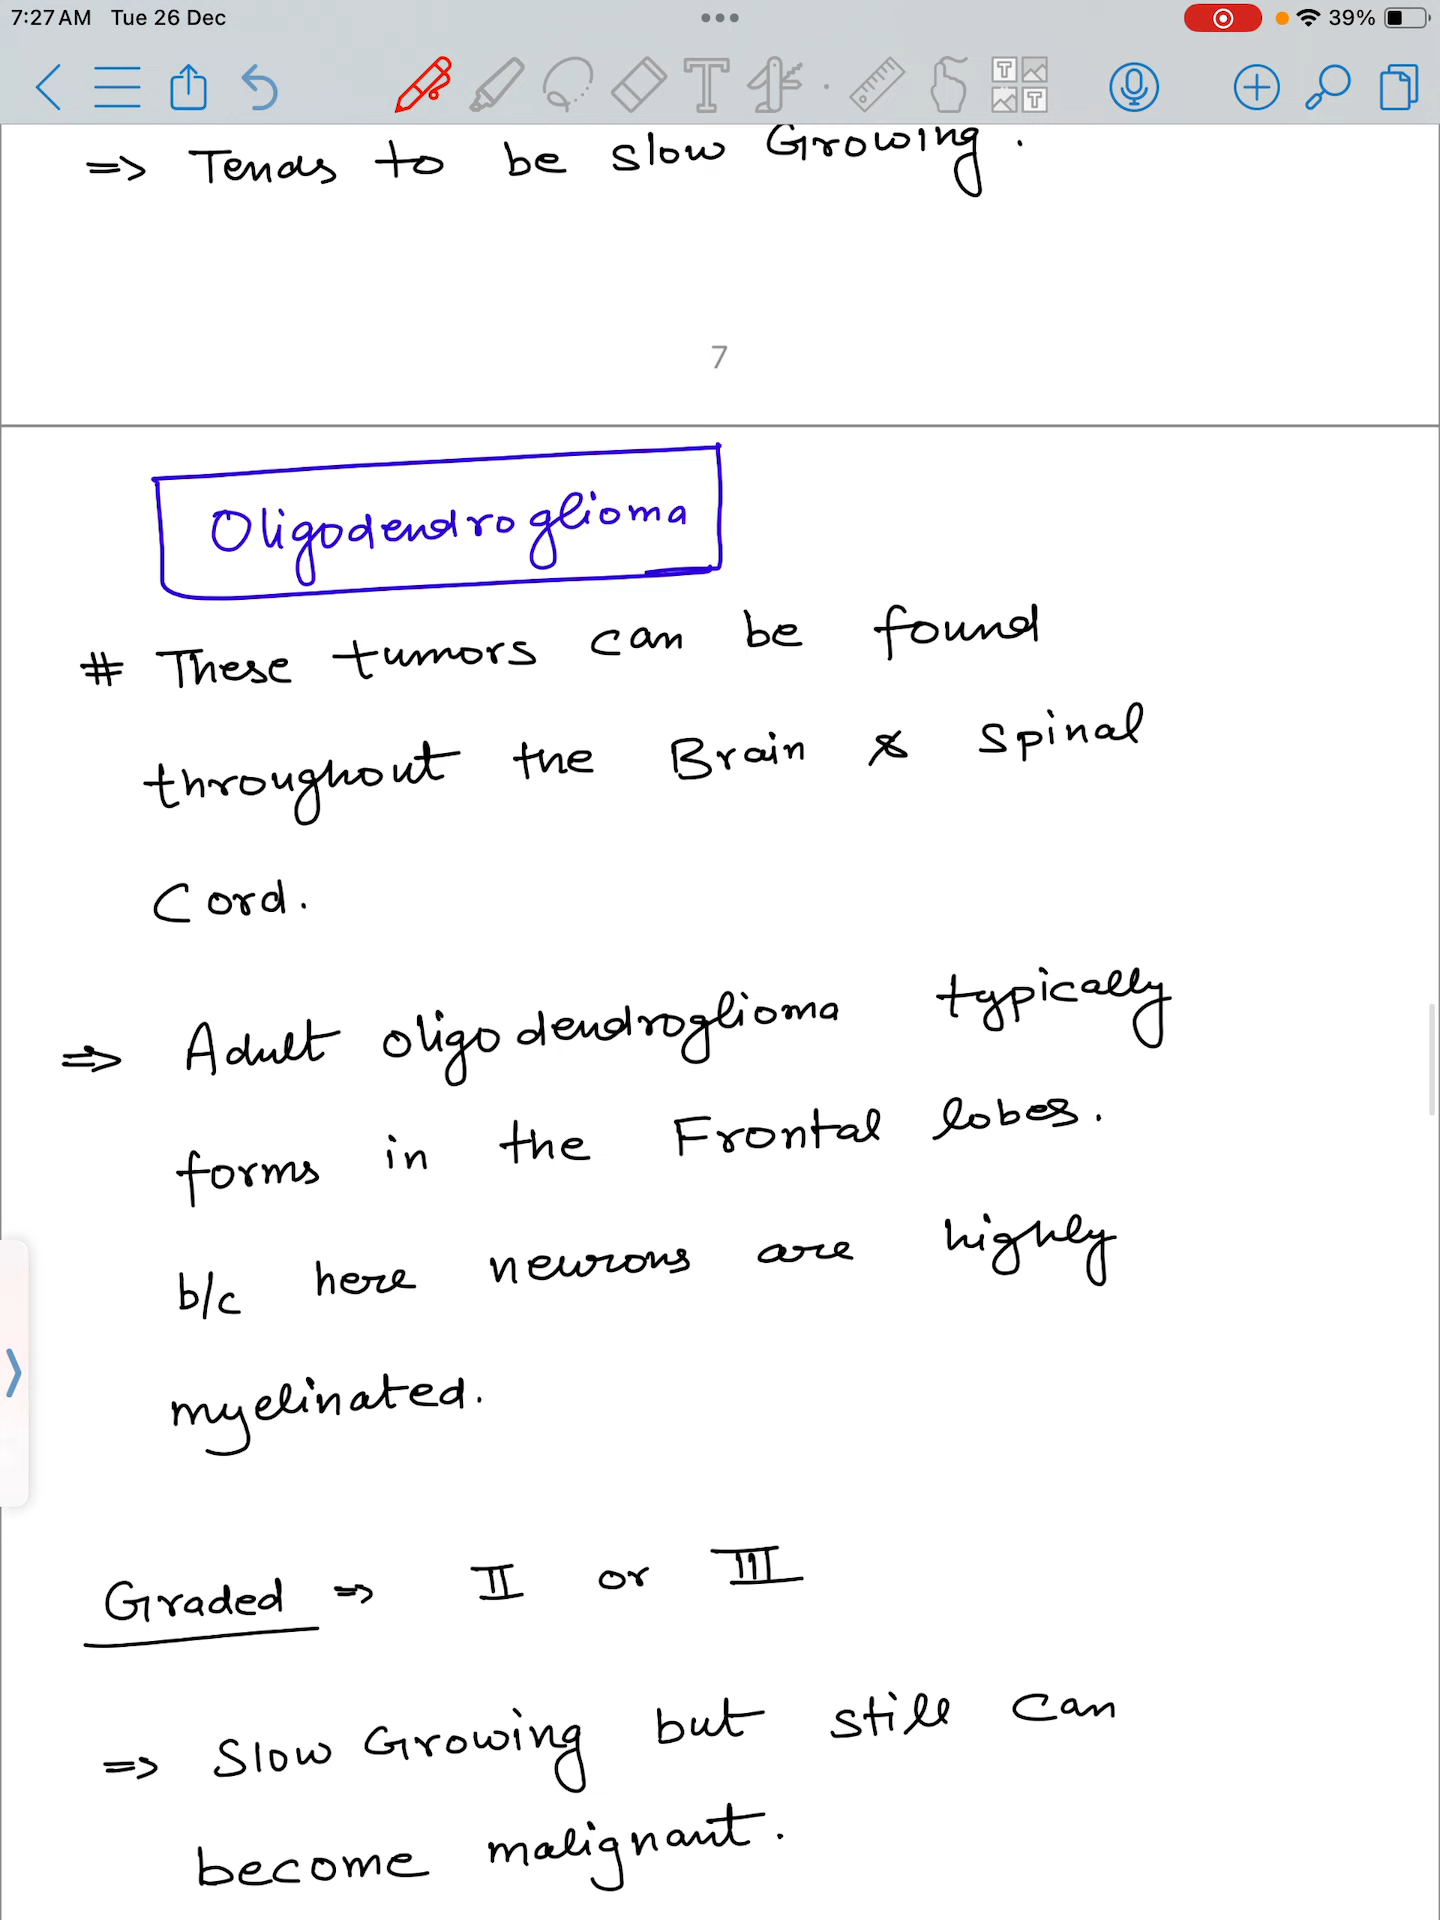 7:27 AM Tue 26 Dec
39%
=> Tends to be slow Growing.
7
Oligodendroglioma
# These tumors can be found
throughout the Brain & spinal
Cord.
=> Adult oligodendroglioma typically
forms in the Frontal lobes.
b/c here neurons are highly
myelinated.
Graded => II or III
=> Slow Growing but still can
become malignant.